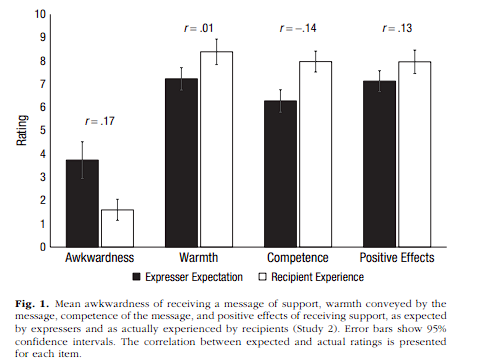 10
9
8
7
6
5
4
3
2
1
0
Rating
r = .17
r = .01
r = –.14
r = .13
Awkwardness Warmth Competence Positive Effects
Expresser Expectation Recipient Experience
Fig. 1. Mean awkwardness of receiving a message of support, warmth conveyed by the
message, competence of the message, and positive effects of receiving support, as expected
by expressers and as actually experienced by recipients (Study 2). Error bars show 95%
confidence intervals. The correlation between expected and actual ratings is presented
for each item.